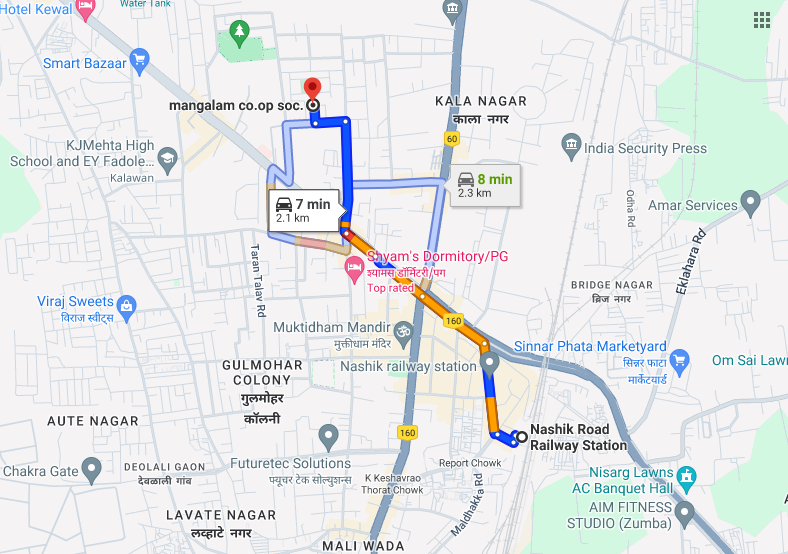 Water Tank
Hotel Kewal
Smart Bazaar
mangalam co.op soc.
KALA NAGAR
काला नगर
60
India Security Press
KJMehta High
School and EY Fadole...
Kalawan
8 min
2.3 km
7 min
2.1 km
Amar Services
Odha Rd
Eklahara Rd
Taran Talav Rd
Shyam's Dormitory/PG
श्यामस डॉर्मिटरी/पग
Top rated
BRIDGE NAGAR
ब्रिज नगर
Viraj Sweets
विराज स्वीट्स
160
Muktidham Mandir
मुक्तीधाम मंदिर
Sinnar Phata Marketyard
सिन्नर फाटा
मार्केटयार्ड
Om Sai Lawn
Nashik railway station
GULMOHAR
COLONY
गुलमोहर
कॉलनी
AUTE NAGAR
160
Nashik Road
Railway Station
DEOLALI GAON
देवळाली गांव
Chakra Gate
Futuretec Solutions
फ्यूचर टेक सोल्युशन्स
Report Chowk
K Keshavrao
Thorat Chowk
Maldhakka Rd
Nisarg Lawns
AC Banquet Hall
AIM FITNESS
STUDIO (Zumba)
LAVATE NAGAR
लव्हाटे नगर
MALI WADA